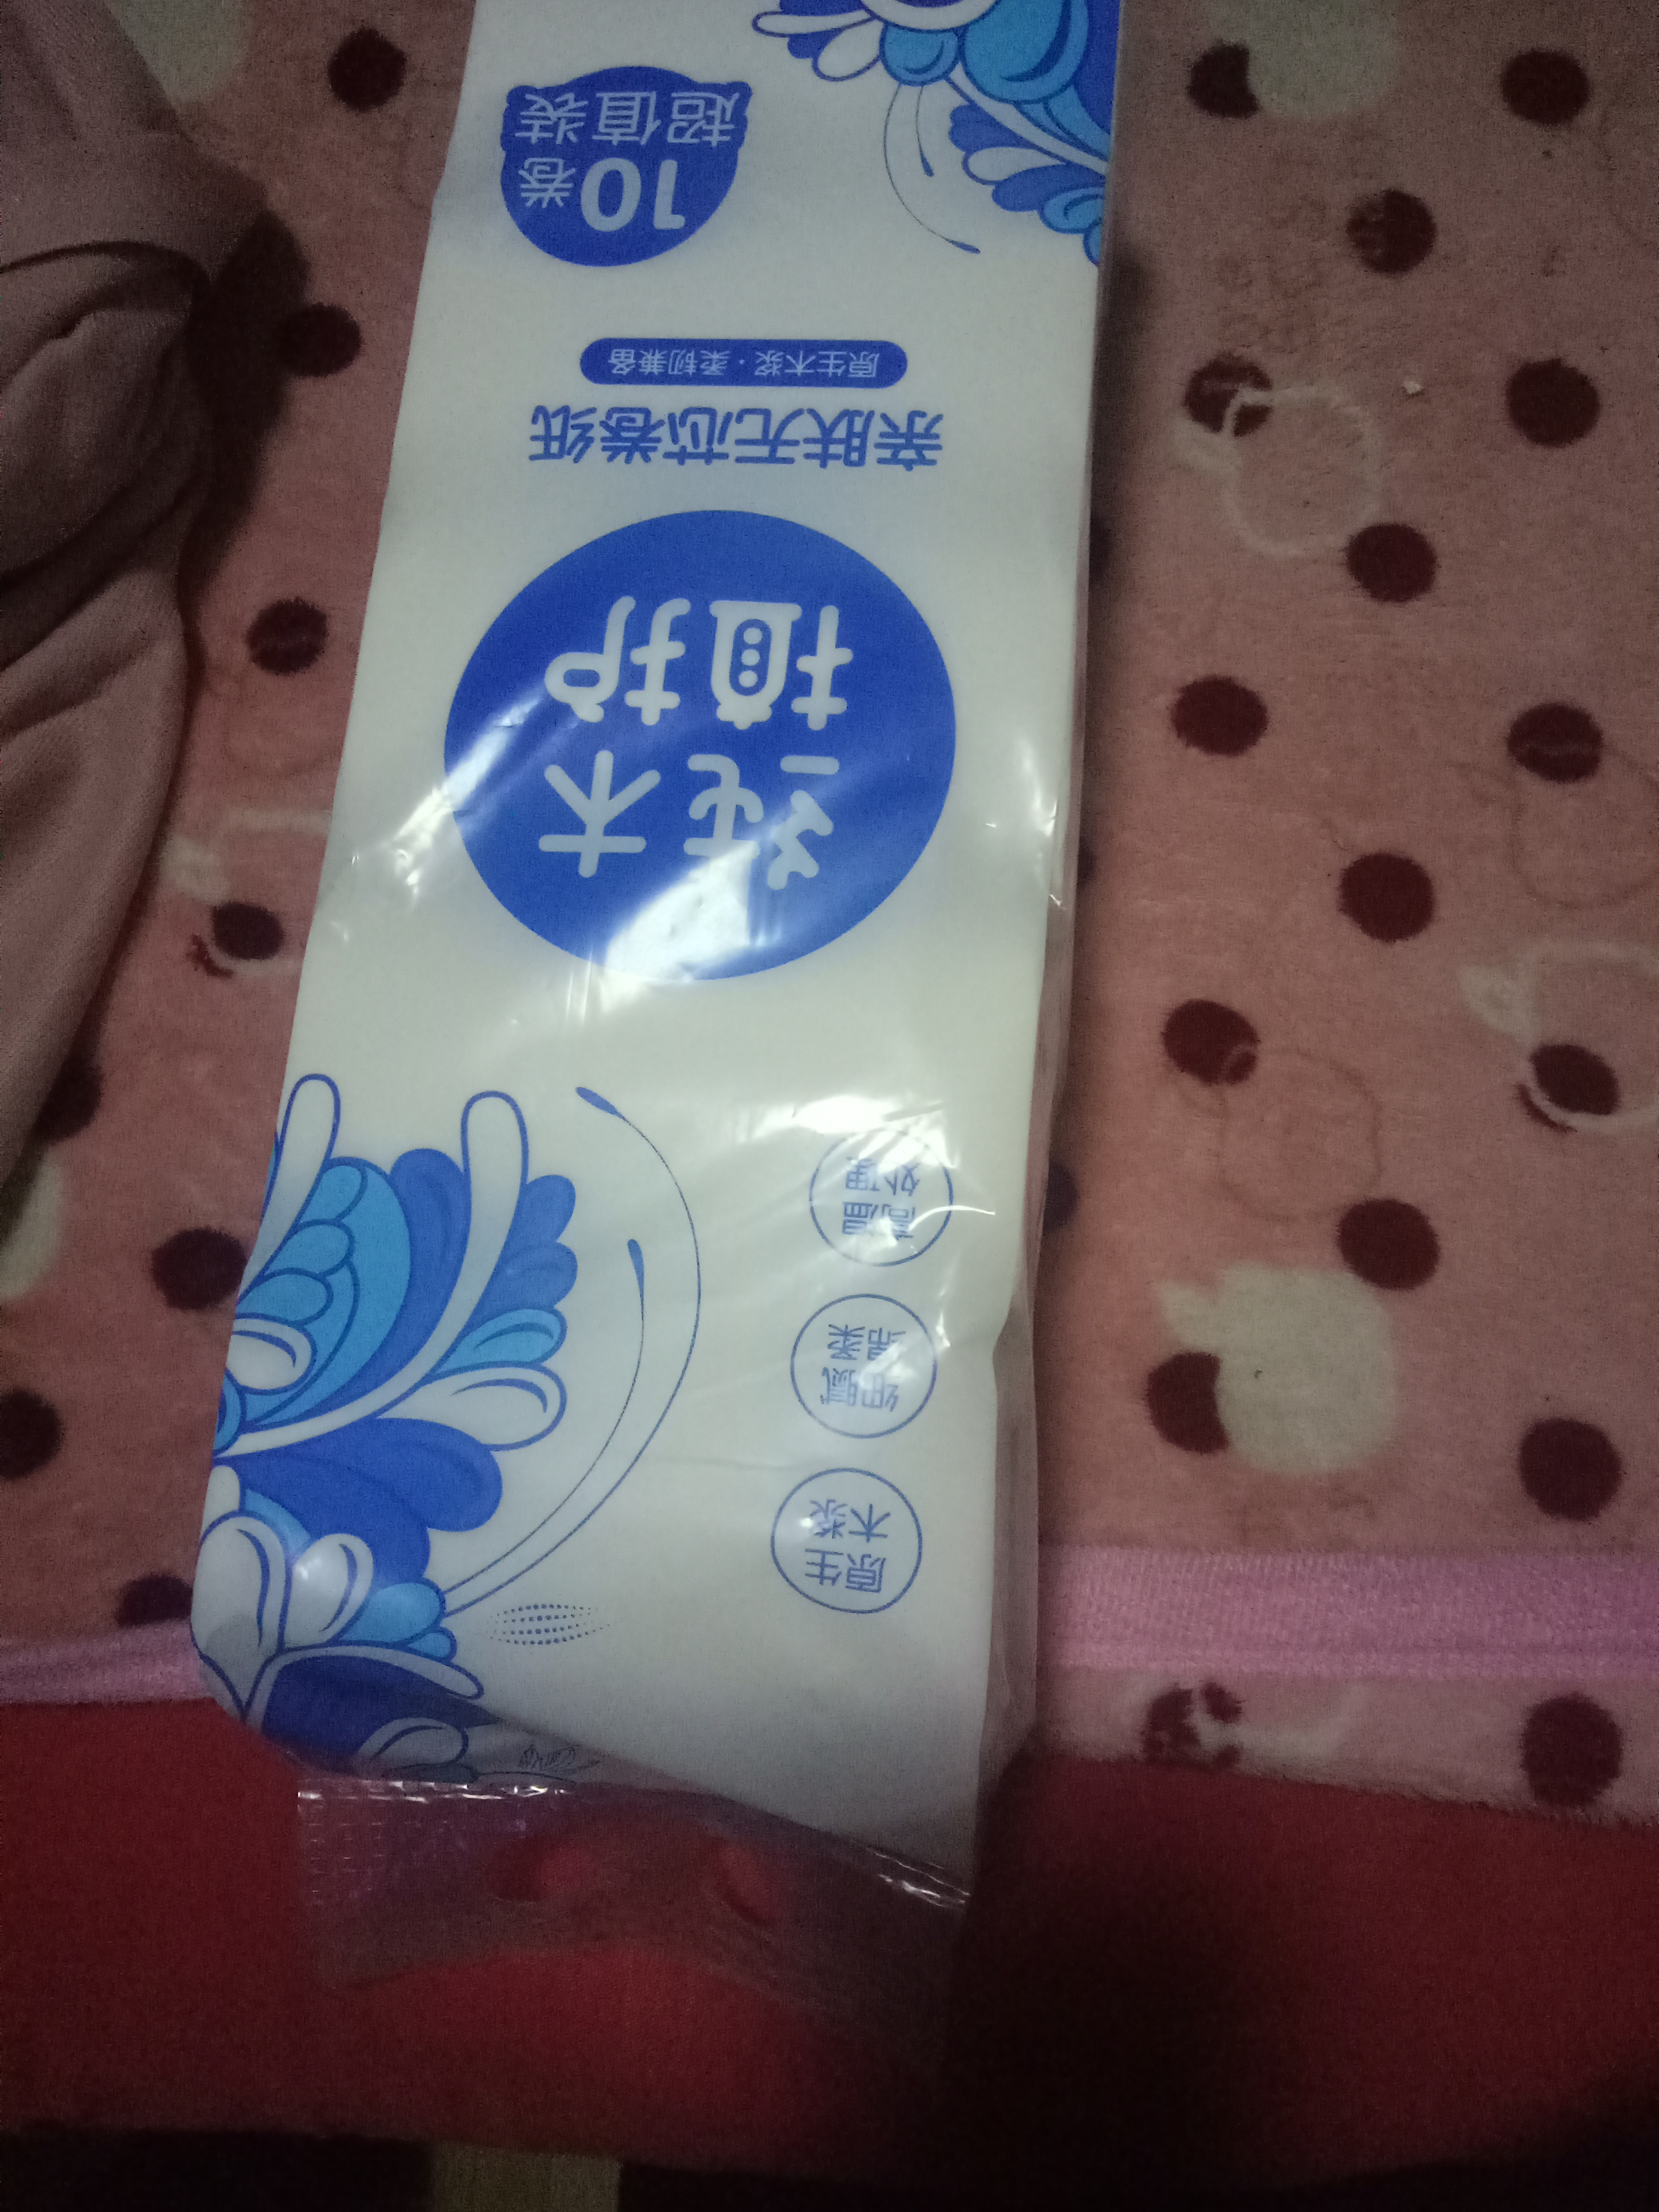 原生
木浆
细腻
绵柔
高温
处理
纯木
植护
亲肤无芯卷纸
原生木浆·柔韧兼备
10卷
超值装